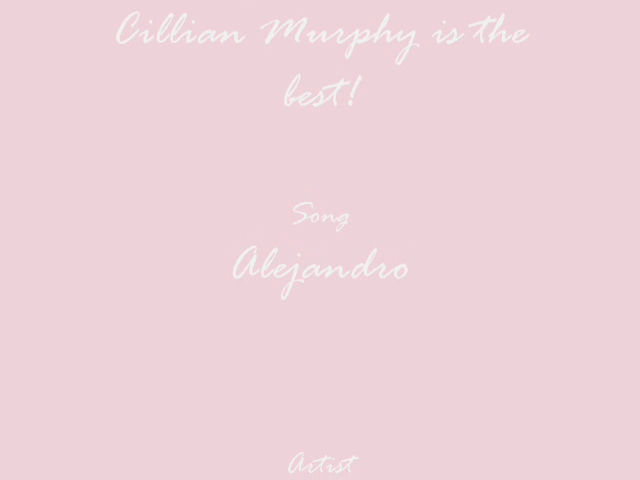 Cillian Murphy is the
best!
Song
Alejandro
Artist